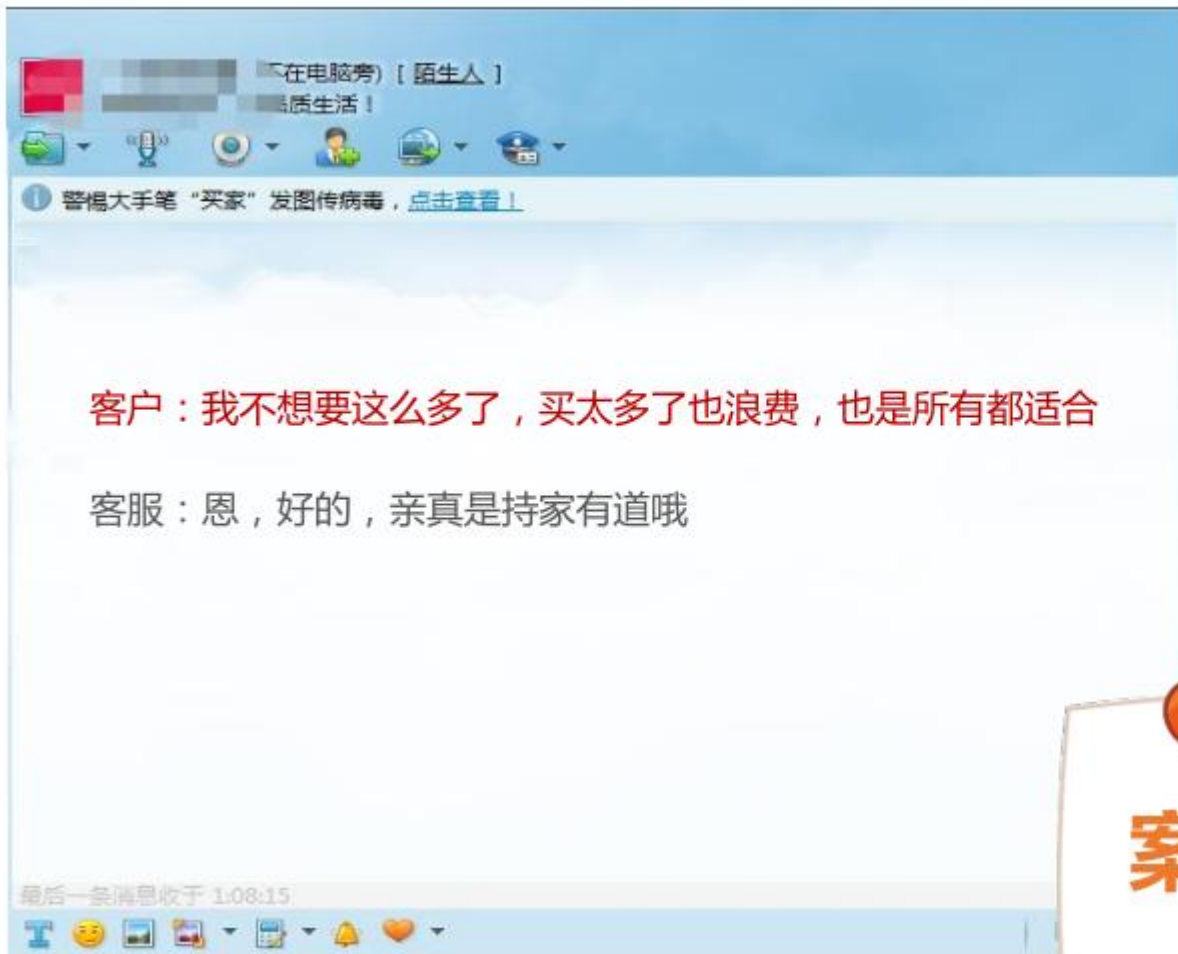 不在电脑旁) [ 陌生人 ]
品质生活！
警惕大手笔“买家”发图传病毒，点击查看！
客户：我不想要这么多了，买太多了也浪费，也是所有都适合
客服：恩，好的，亲真是持家有道哦
案
最后一条消息收于 1:08:15